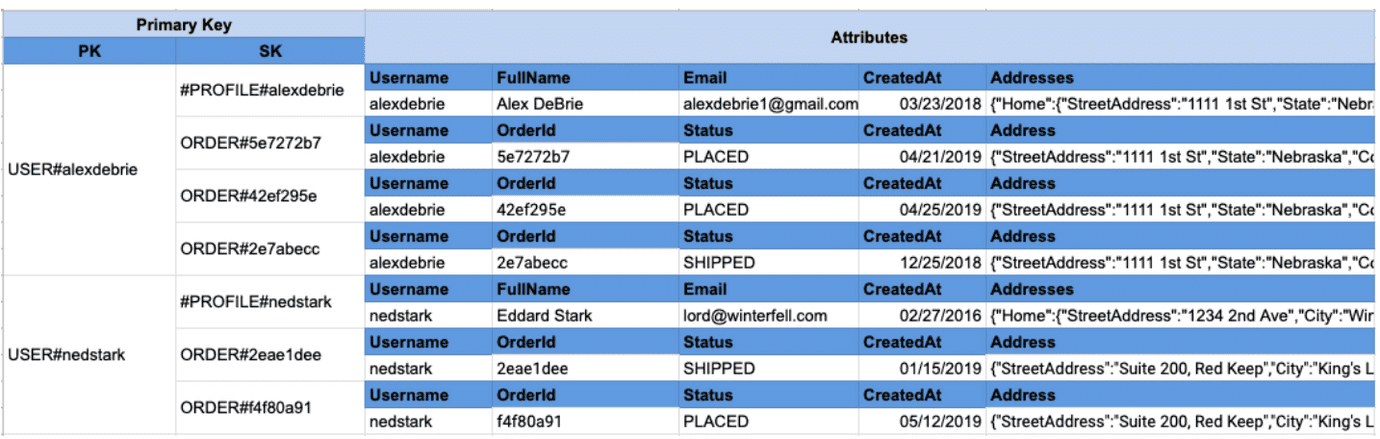 Primary Key
Attributes
PK SK
Username FullName Email CreatedAt Addresses
#PROFILE#alexdebrie
alexdebrie Alex DeBrie alexdebrie1@gmail.com 03/23/2018 {"Home":{"StreetAddress":"1111 1st St","State":"Nebr
Username OrderId Status CreatedAt Address
ORDER#5e7272b7
alexdebrie 5e7272b7 PLACED 04/21/2019 {"StreetAddress":"1111 1st St","State":"Nebraska","Co
USER#alexdebrie
Username OrderId Status CreatedAt Address
ORDER#42ef295e
alexdebrie 42ef295e PLACED 04/25/2019 {"StreetAddress":"1111 1st St","State":"Nebraska","Co
Username OrderId Status CreatedAt Address
ORDER#2e7abecc
alexdebrie 2e7abecc SHIPPED 12/25/2018 {"StreetAddress":"1111 1st St","State":"Nebraska","Co
Username FullName Email CreatedAt Addresses
#PROFILE#nedstark
nedstark Eddard Stark lord@winterfell.com 02/27/2016 {"Home":{"StreetAddress":"1234 2nd Ave","City":"Win
Username OrderId Status CreatedAt Address
USER#nedstark ORDER#2eae1dee
nedstark 2eae1dee SHIPPED 01/15/2019 {"StreetAddress":"Suite 200, Red Keep","City":"King's L
Username OrderId Status CreatedAt Address
ORDER#f4f80a91
nedstark f4f80a91 PLACED 05/12/2019 {"StreetAddress":"Suite 200, Red Keep","City":"King's L